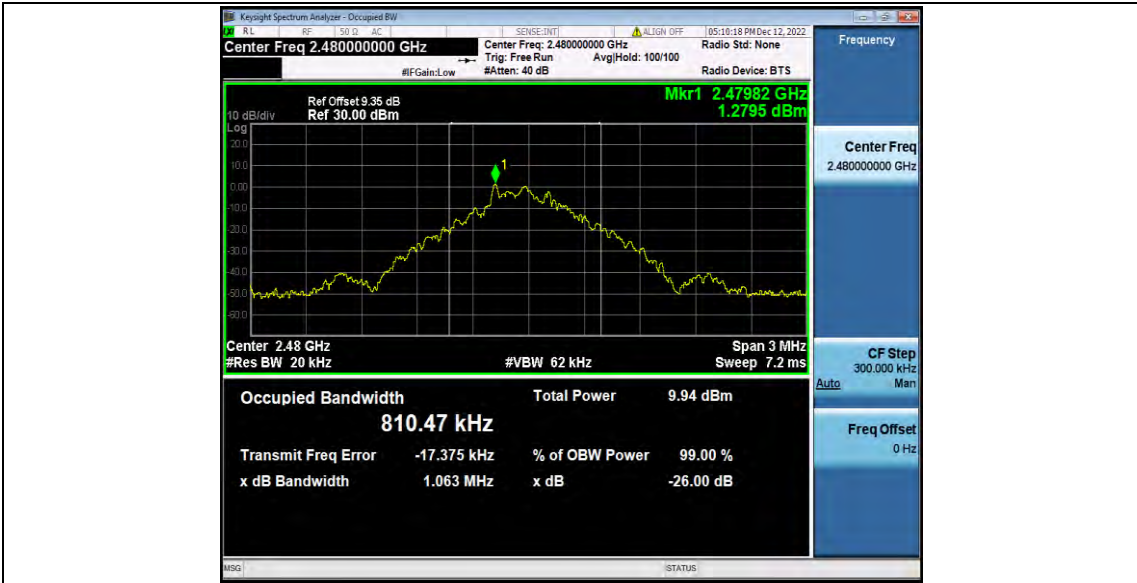 Keysight Spectrum Analyzer - Occupied BW
RL RF 50 Ω AC SENSE:INT ALIGN OFF 05:10:18 PM Dec 12, 2022
Center Freq 2.480000000 GHz
Center Freq: 2.480000000 GHz
Radio Std: None
Trig: Free Run Avg|Hold: 100/100
#IFGain:Low #Atten: 40 dB Radio Device: BTS
Ref Offset 9.35 dB
10 dB/div Ref 30.00 dBm
Mkr1 2.47982 GHz
1.2795 dBm
Log
20.0
10.0
0.00
-10.0
-20.0
-30.0
-40.0
-50.0
-60.0
1
Center 2.48 GHz Span 3 MHz
#Res BW 20 kHz #VBW 62 kHz Sweep 7.2 ms
Occupied Bandwidth Total Power 9.94 dBm
810.47 kHz
Transmit Freq Error -17.375 kHz % of OBW Power 99.00 %
x dB Bandwidth 1.063 MHz x dB -26.00 dB
MSG STATUS
Frequency
Center Freq
2.480000000 GHz
CF Step
300.000 kHz
Auto Man
Freq Offset
0 Hz